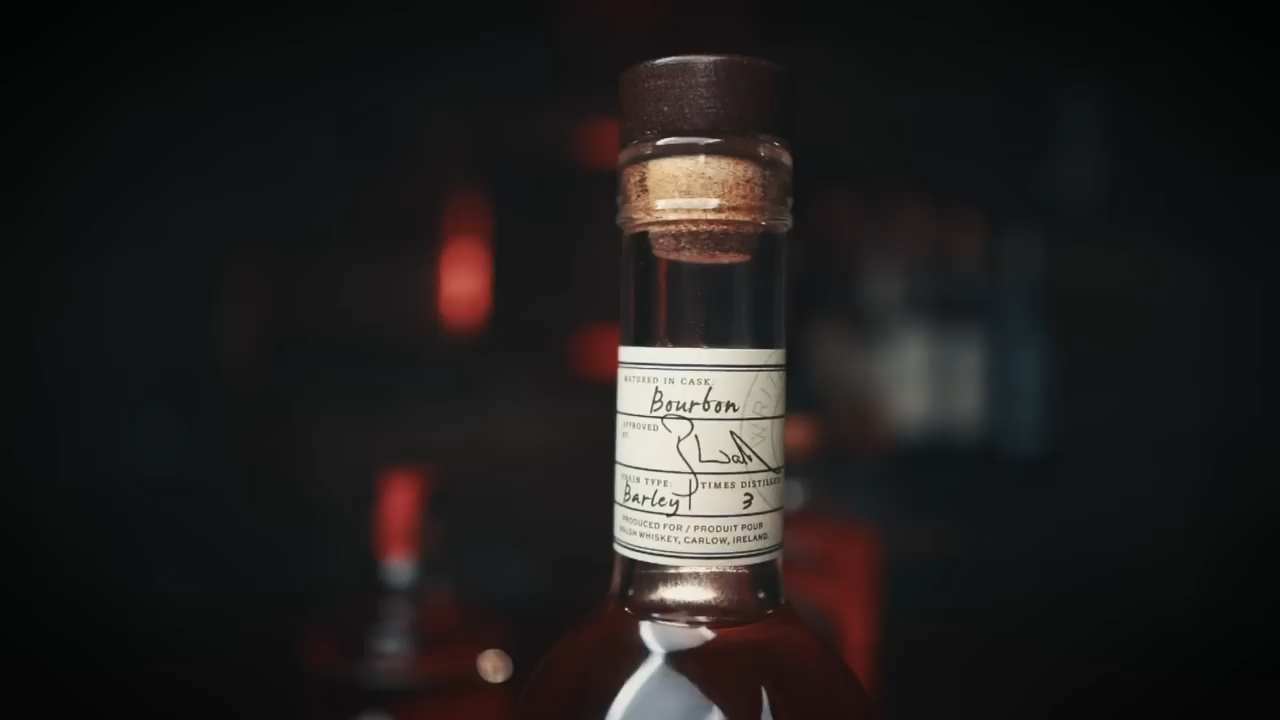 MATURED IN CASK:
Bourbon
APPROVED
BY:
GRAIN TYPE:
TIMES DISTILLED
Barley
3
PRODUCED FOR / PRODUIT POUR
WALSH WHISKEY, CARLOW, IRELAND.
WRI